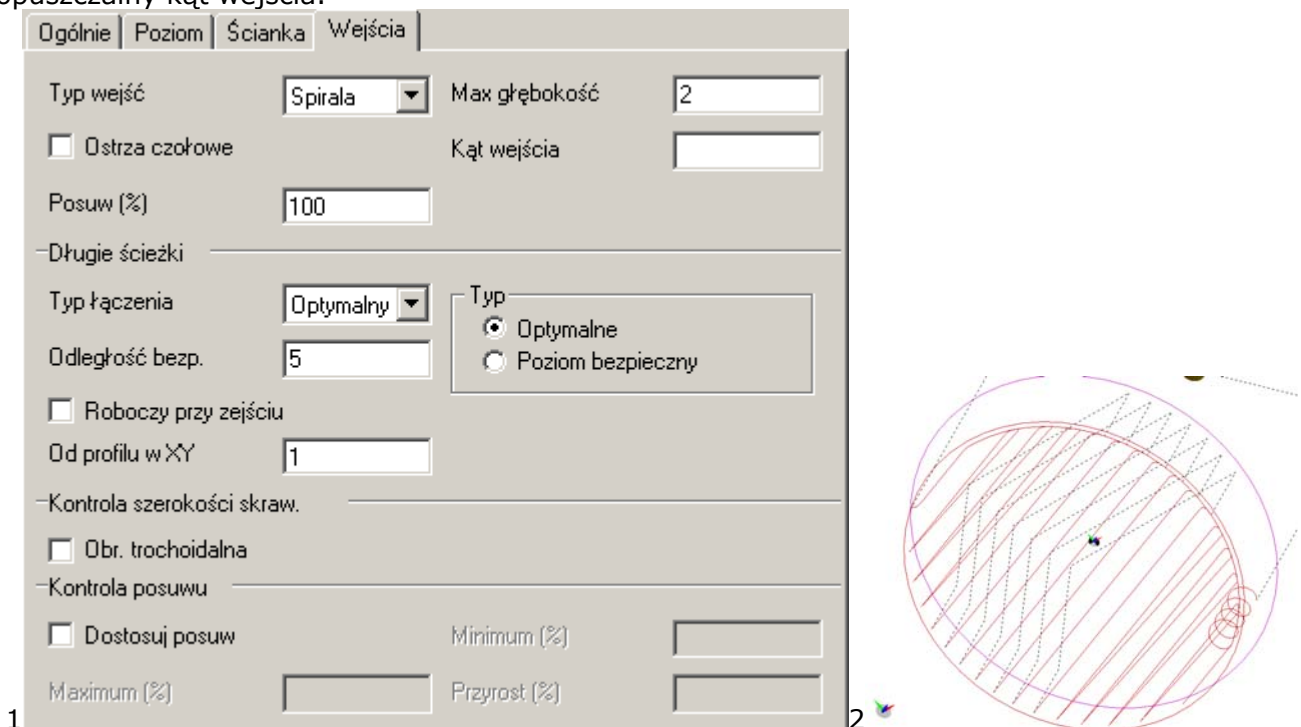 opuszczalny kąt wejścia.
Ogólnie Poziom Ścianka Wejścia
Typ wejść Spirala Max głębokość 2
Ostrza czołowe Kąt wejścia
Posuw (%) 100
Długie ścieżki
Typ łączenia Optymalny Typ
Optymalne
Odległość bezp. 5 Poziom bezpieczny
Roboczy przy zejściu
Od profilu w XY 1
Kontrola szerokości skraw.
Obr. trochoidalna
Kontrola posuwu
Dostosuj posuw Minimum (%)
Maximum (%) Przyrost (%)
1 2